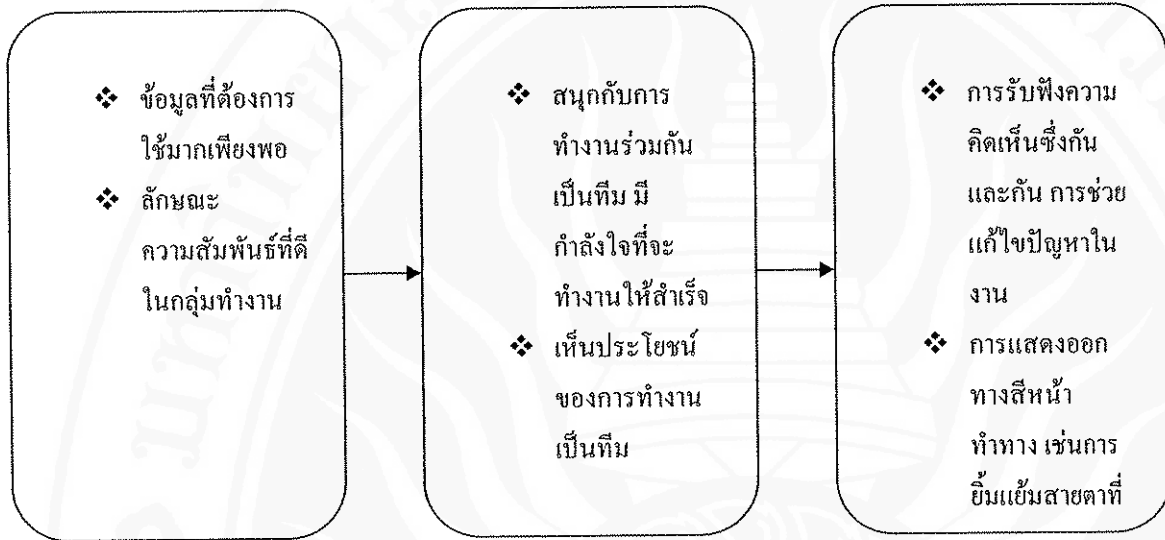 ❖ ข้อมูลที่ต้องการ
ใช้มากเพียงพอ
❖ ลักษณะ
ความสัมพันธ์ที่ดี
ในกลุ่มทำงาน
❖ สนุกกับการ
ทำงานร่วมกัน
เป็นทีม มี
กำลังใจที่จะ
ทำงานให้สำเร็จ
❖ เห็นประโยชน์
ของการทำงาน
เป็นทีม
❖ การรับฟังความ
คิดเห็นซึ่งกัน
และกัน การช่วย
แก้ไขปัญหาใน
งาน
❖ การแสดงออก
ทางสีหน้า
ทำทาง เช่นการ
ยิ้มแย้มสายตาที่